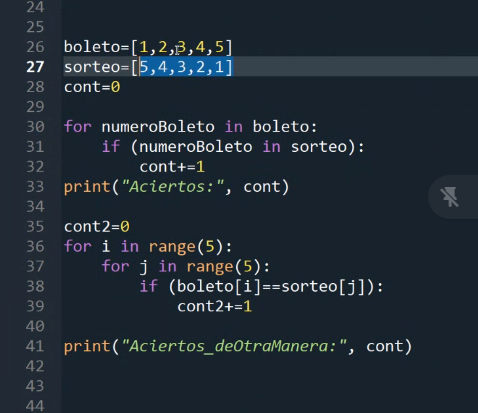 24
25
26 boleto=[1,2,3,4,5]
27 sorteo=[5,4,3,2,1]
28 cont=0
29
30 for numeroBoleto in boleto:
31     if (numeroBoleto in sorteo):
32         cont+=1
33 print("Aciertos:", cont)
34
35 cont2=0
36 for i in range(5):
37     for j in range(5):
38         if (boleto[i]==sorteo[j]):
39             cont2+=1
40
41 print("Aciertos_deOtraManera:", cont)
42
43
44